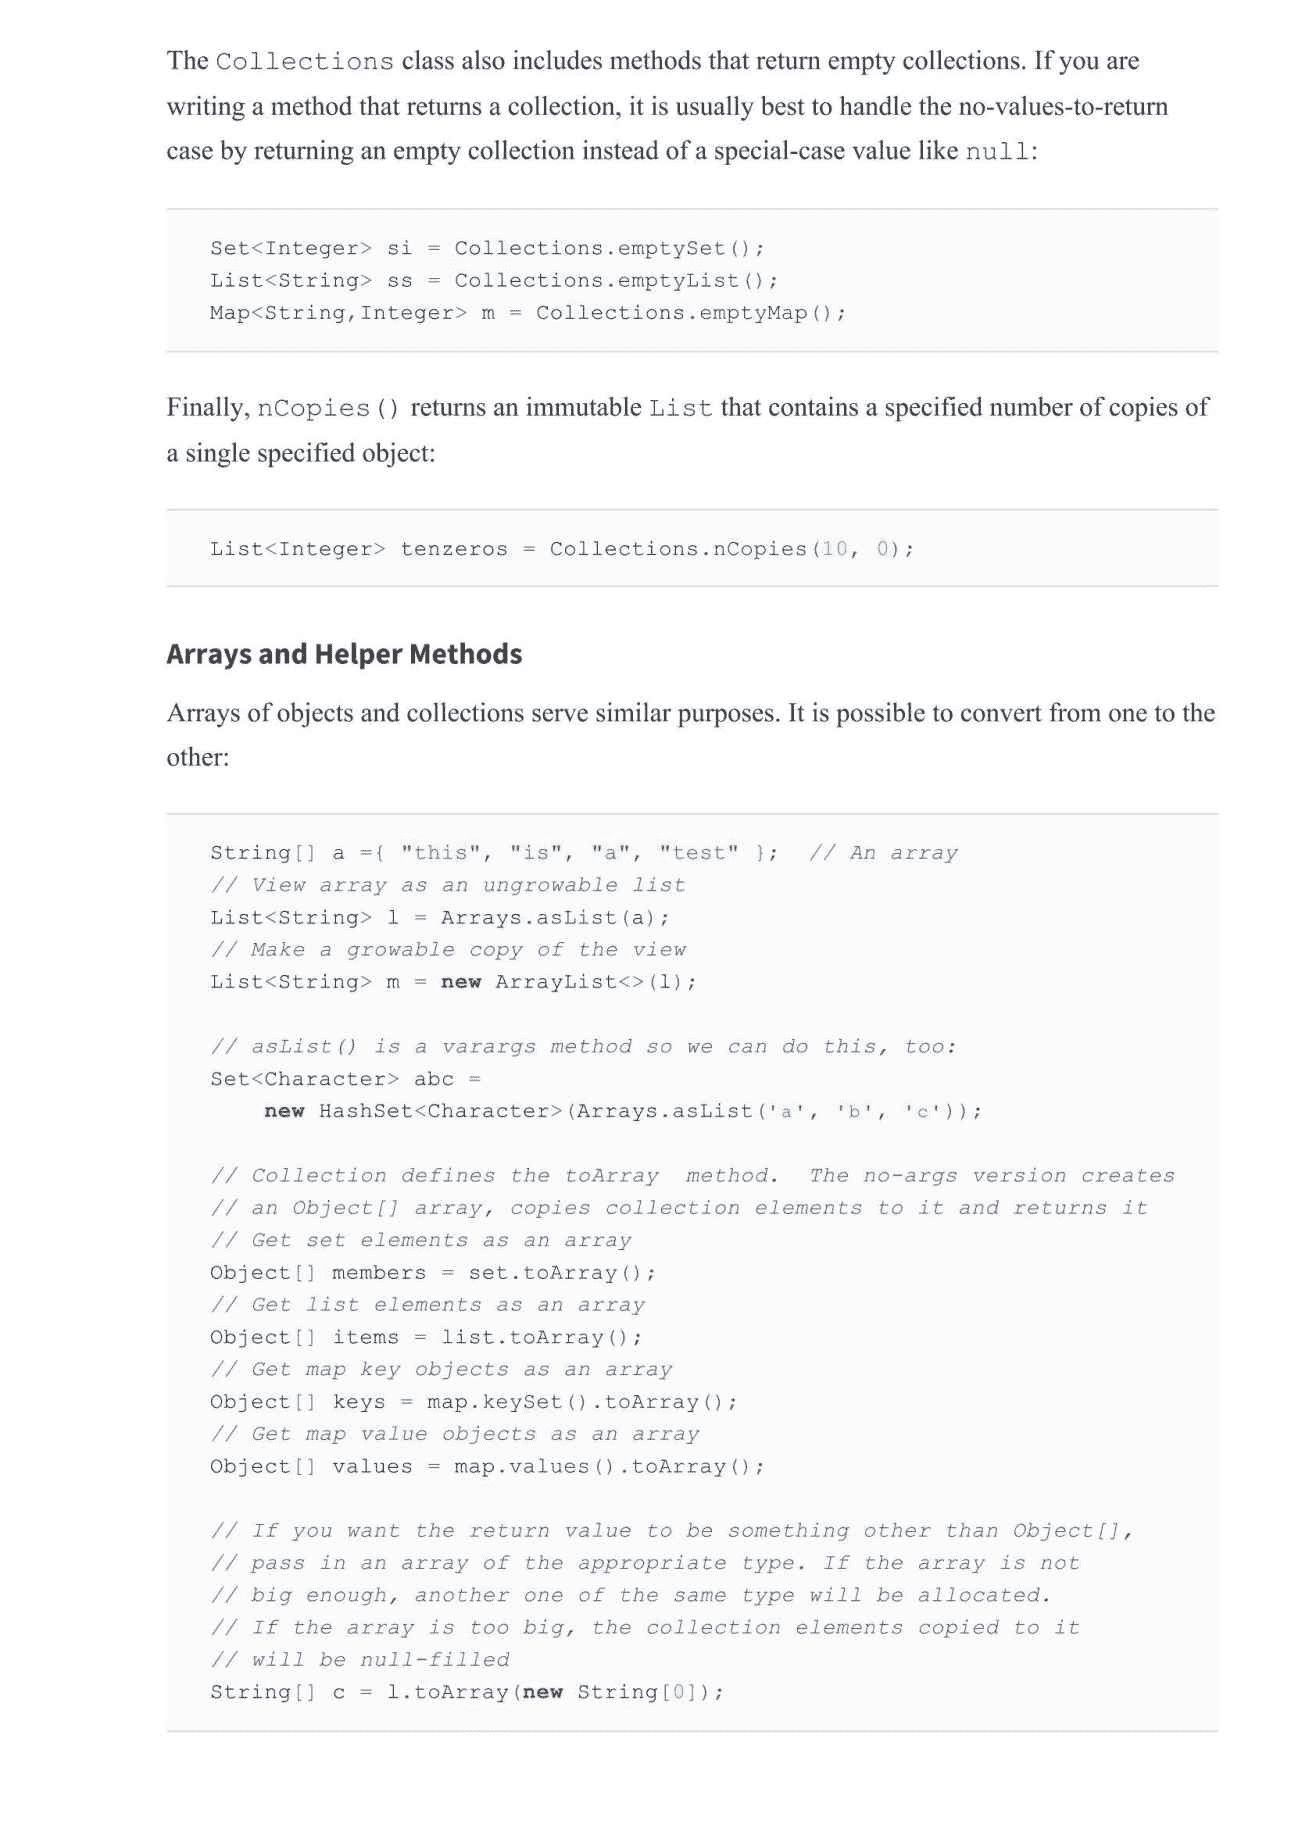 The Collections class also includes methods that return empty collections. If you are
writing a method that returns a collection, it is usually best to handle the no-values-to-return
case by returning an empty collection instead of a special-case value like null:
Set<Integer> si = Collections.emptySet();
List<String> ss = Collections.emptyList();
Map<String,Integer> m = Collections.emptyMap();
Finally, nCopies() returns an immutable List that contains a specified number of copies of
a single specified object:
List<Integer> tenzeros = Collections.nCopies(10, 0);
Arrays and Helper Methods
Arrays of objects and collections serve similar purposes. It is possible to convert from one to the
other:
String[] a ={ "this", "is", "a", "test" };  // An array
// View array as an ungrowable list
List<String> l = Arrays.asList(a);
// Make a growable copy of the view
List<String> m = new ArrayList<>(l);
// asList() is a varargs method so we can do this, too:
Set<Character> abc =
    new HashSet<Character>(Arrays.asList('a', 'b', 'c'));
// Collection defines the toArray  method.  The no-args version creates
// an Object[] array, copies collection elements to it and returns it
// Get set elements as an array
Object[] members = set.toArray();
// Get list elements as an array
Object[] items = list.toArray();
// Get map key objects as an array
Object[] keys = map.keySet().toArray();
// Get map value objects as an array
Object[] values = map.values().toArray();
// If you want the return value to be something other than Object[],
// pass in an array of the appropriate type. If the array is not
// big enough, another one of the same type will be allocated.
// If the array is too big, the collection elements copied to it
// will be null-filled
String[] c = l.toArray(new String[0]);